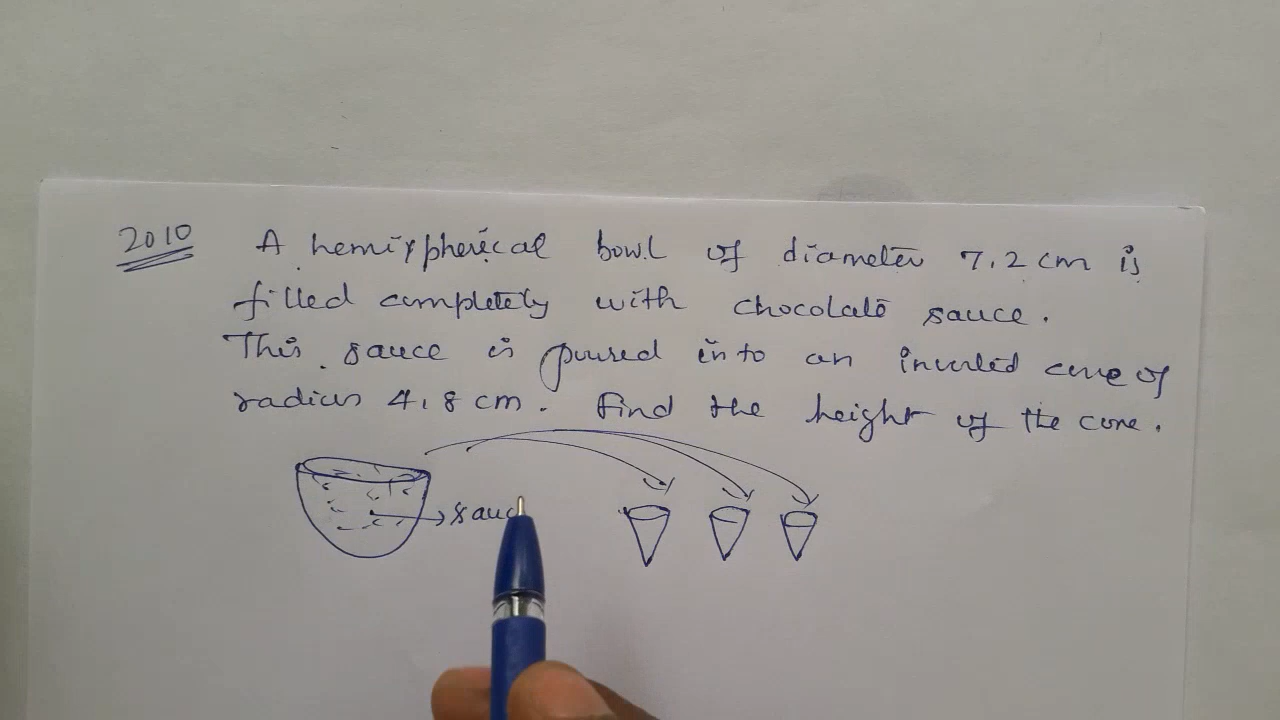 2010 A hemispherical bowl of diameter 7.2 cm is
filled completely with chocolate sauce.
This sauce is poured into an inverted cone of
radius 4.8 cm. Find the height of the cone.
sauc